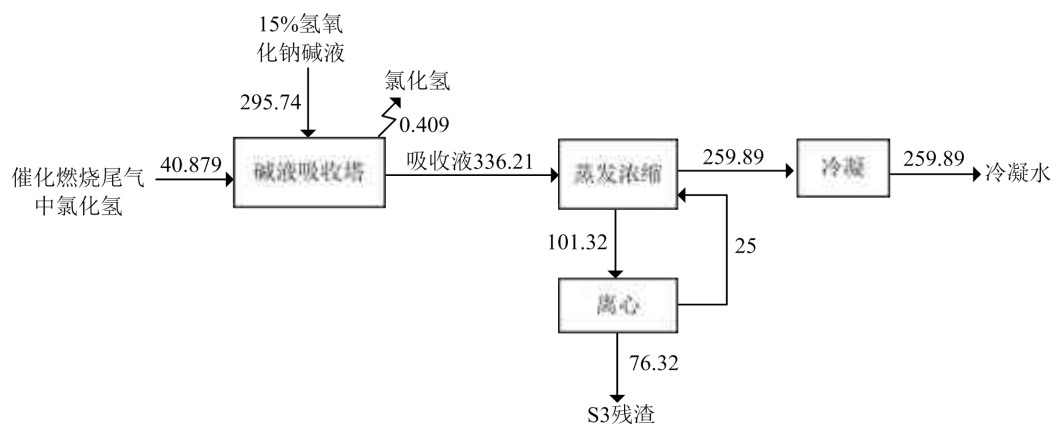 15%氢氧
化钠碱液
氯化氢
295.74
0.409
40.879
碱液吸收塔
吸收液336.21
蒸发浓缩
259.89
冷凝
259.89
冷凝水
催化燃烧尾气
中氯化氢
101.32
25
离心
76.32
S3残渣